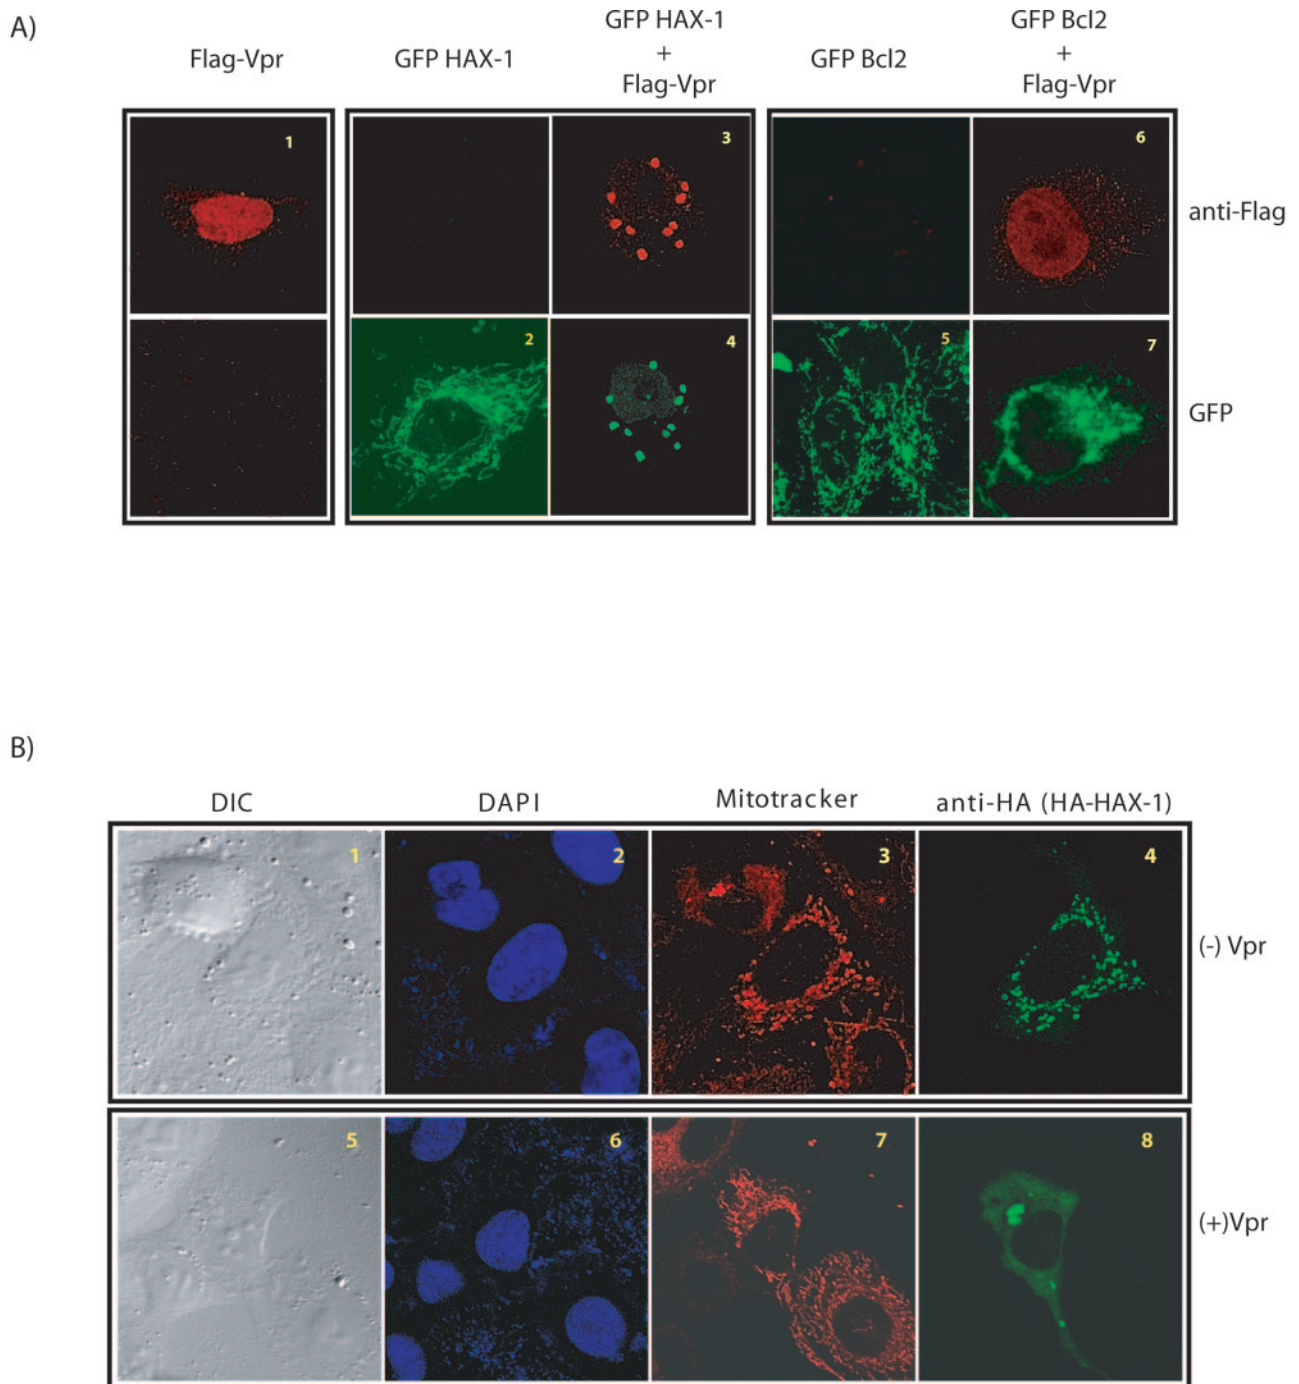 A)
Flag-Vpr
GFP HAX-1
GFP HAX-1
+
Flag-Vpr
GFP Bcl2
GFP Bcl2
+
Flag-Vpr
1
3
6
anti-Flag
2
4
5
7
GFP
B)
DIC
DAPI
Mitotracker
anti-HA (HA-HAX-1)
1
2
3
4
(-) Vpr
5
6
7
8
(+)Vpr